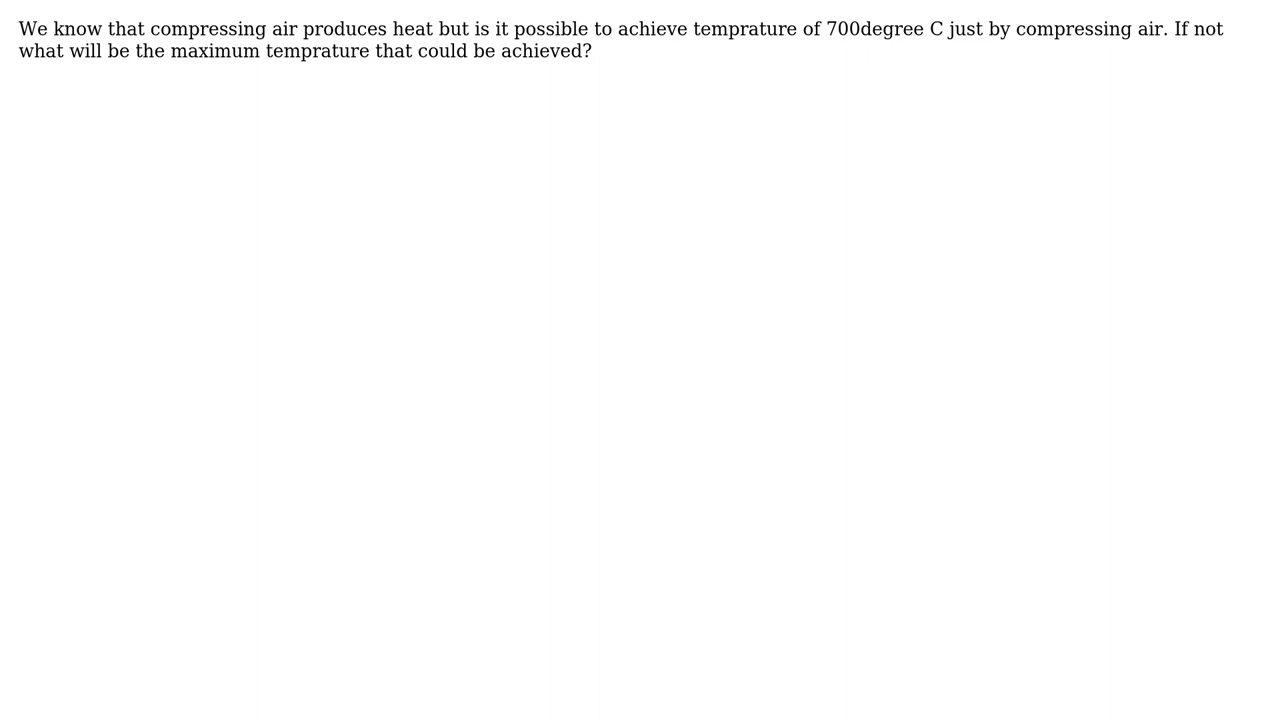 We know that compressing air produces heat but is it possible to achieve temprature of 700degree C just by compressing air. If not
what will be the maximum temprature that could be achieved?